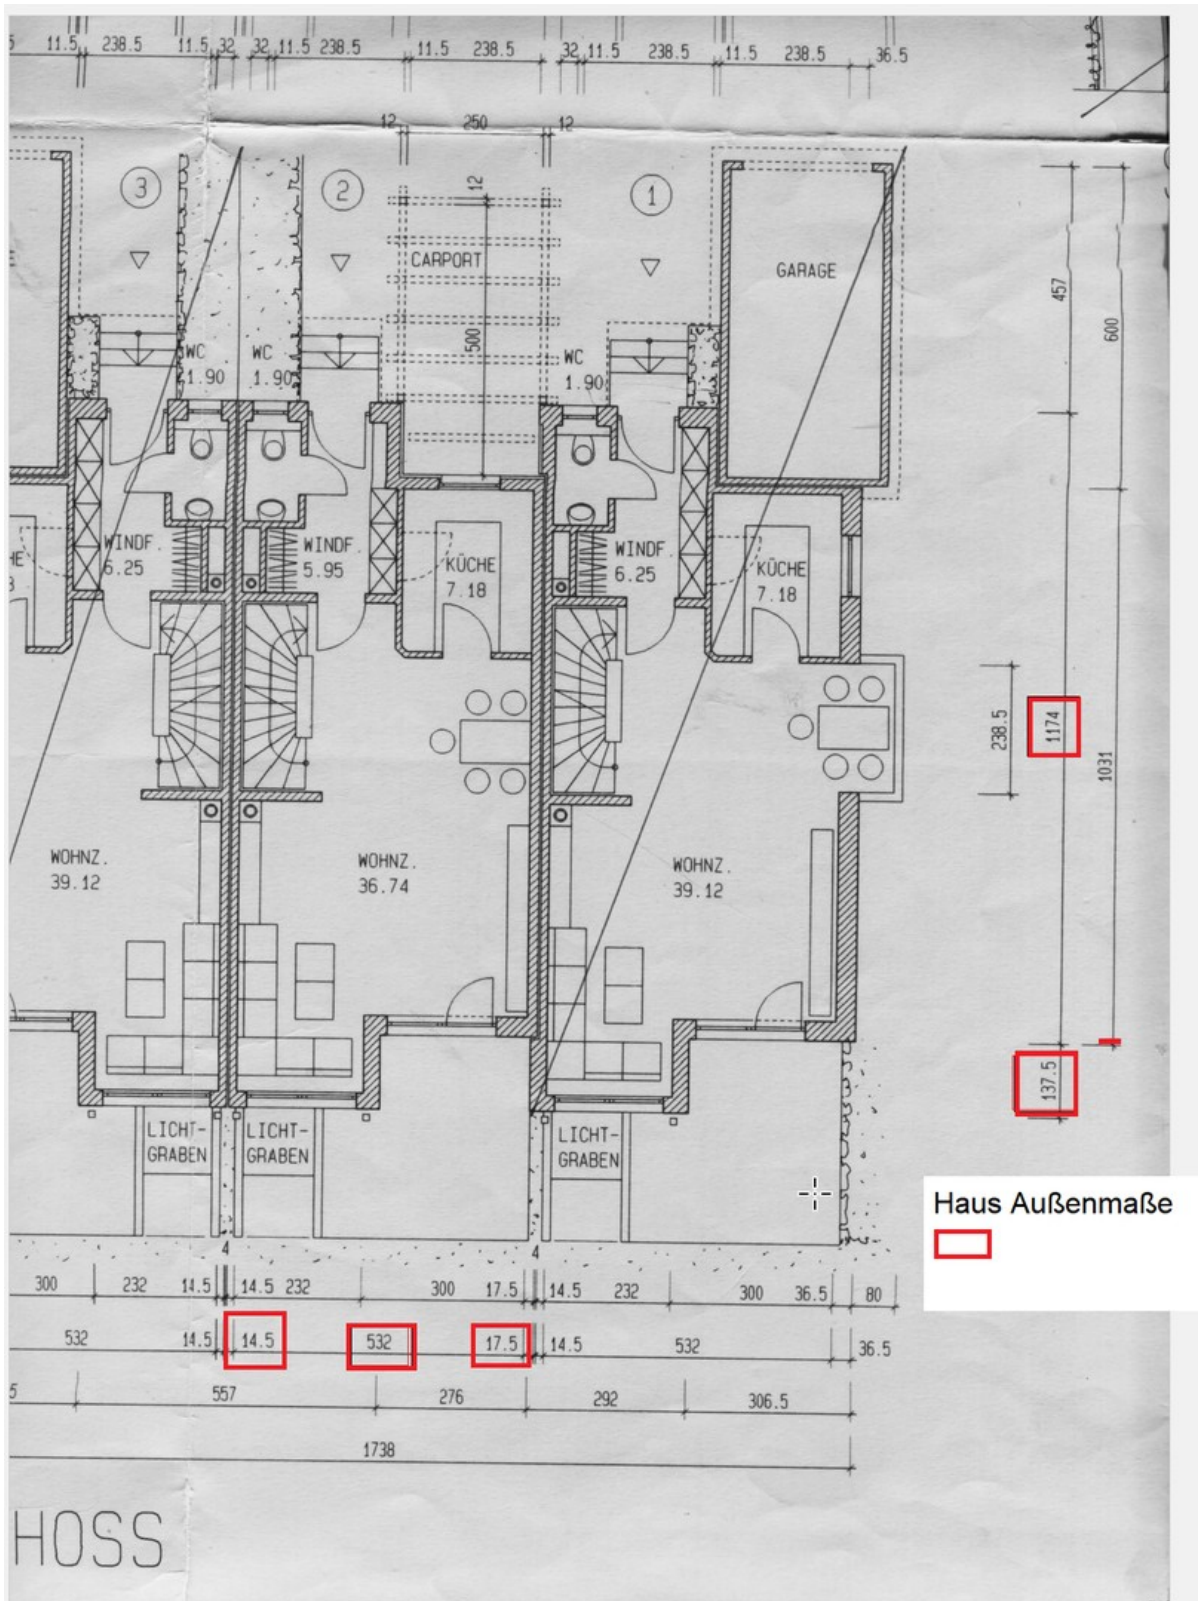 11.5 238.5 11.5 32 32 11.5 238.5 11.5 238.5 32 11.5 238.5 11.5 238.5 36.5
12 250 12
3 2 1
12
CARPORT
GARAGE
457
600
500
WC WC WC
1.90 1.90 1.90
WINDF. WINDF. WINDF.
6.25 5.95 6.25
KÜCHE KÜCHE
7.18 7.18
238.5
1174
1031
WOHNZ. WOHNZ. WOHNZ.
39.12 36.74 39.12
137.5
LICHT- LICHT- LICHT-
GRABEN GRABEN GRABEN
Haus Außenmaße
4 4
300 232 14.5 14.5 232 300 17.5 14.5 232 300 36.5 80
532 14.5 14.5 532 17.5 14.5 532 36.5
557 276 292 306.5
1738
HOSS